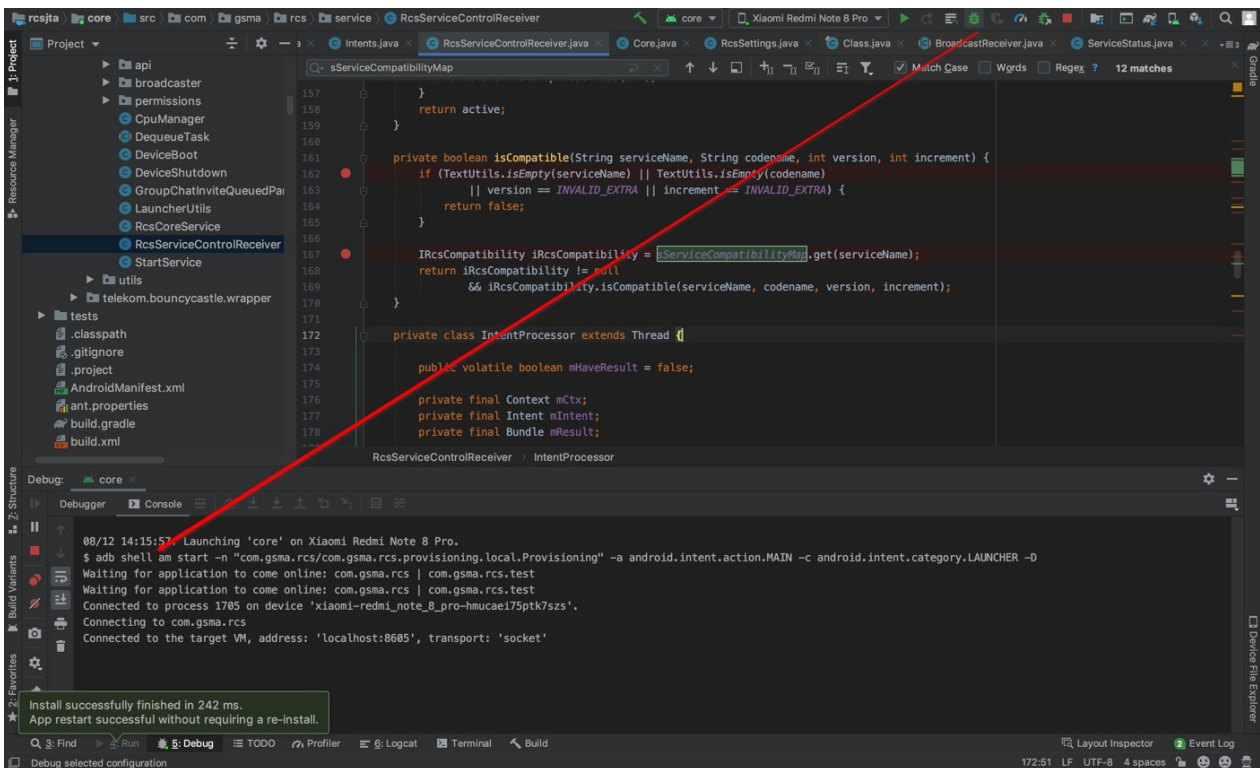 rcsjta core src com gsma rcs service RcsServiceControlReceiver core Xiaomi Redmi Note 8 Pro
Project Intents.java RcsServiceControlReceiver.java Core.java RcsSettings.java Class.java BroadcastReceiver.java ServiceStatus.java
sServiceCompatibilityMap Match Case Words Regex ? 12 matches
1: Project
Resource Manager
Z: Structure
Build Variants
2: Favorites
Gradle
Device File Explorer
api
broadcaster
permissions
CpuManager
DequeueTask
DeviceBoot
DeviceShutdown
GroupChatInviteQueuedPar
LauncherUtils
RcsCoreService
RcsServiceControlReceiver
StartService
utils
telekom.bouncycastle.wrapper
tests
.classpath
.gitignore
.project
AndroidManifest.xml
ant.properties
build.gradle
build.xml
157 }
158 return active;
159 }
160
161 private boolean isCompatible(String serviceName, String codename, int version, int increment) {
162 if (TextUtils.isEmpty(serviceName) || TextUtils.isEmpty(codename)
163 || version == INVALID_EXTRA || increment == INVALID_EXTRA) {
164 return false;
165 }
166
167 IRcsCompatibility iRcsCompatibility = sServiceCompatibilityMap.get(serviceName);
168 return iRcsCompatibility != null
169 && iRcsCompatibility.isCompatible(serviceName, codename, version, increment);
170 }
171
172 private class IntentProcessor extends Thread {
173
174 public volatile boolean mHaveResult = false;
175
176 private final Context mCtx;
177 private final Intent mIntent;
178 private final Bundle mResult;
RcsServiceControlReceiver IntentProcessor
Debug: core
Debugger Console
08/12 14:15:57: Launching 'core' on Xiaomi Redmi Note 8 Pro.
$ adb shell am start -n "com.gsma.rcs/com.gsma.rcs.provisioning.local.Provisioning" -a android.intent.action.MAIN -c android.intent.category.LAUNCHER -D
Waiting for application to come online: com.gsma.rcs | com.gsma.rcs.test
Waiting for application to come online: com.gsma.rcs | com.gsma.rcs.test
Connected to process 1705 on device 'xiaomi-redmi_note_8_pro-hmucaei75ptk7szs'.
Connecting to com.gsma.rcs
Connected to the target VM, address: 'localhost:8605', transport: 'socket'
Install successfully finished in 242 ms.
App restart successful without requiring a re-install.
3: Find 4: Run 5: Debug TODO Profiler 6: Logcat Terminal Build Layout Inspector 2 Event Log
Debug selected configuration 172:51 LF UTF-8 4 spaces